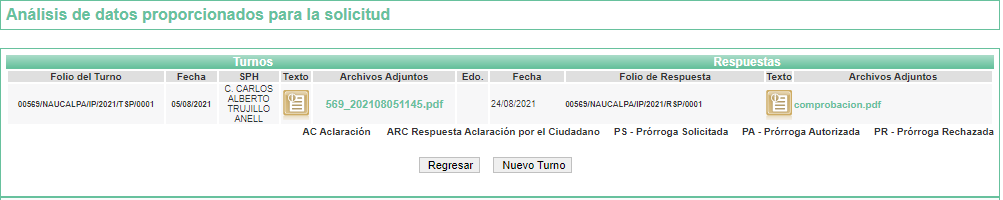 Análisis de datos proporcionados para la solicitud
Turnos Respuestas
Folio del Turno Fecha SPH Texto Archivos Adjuntos Edo. Fecha Folio de Respuesta Texto Archivos Adjuntos
00569/NAUCALPA/IP/2021/TSP/0001 05/08/2021 C. CARLOS ALBERTO TRUJILLO ANELL 569_202108051145.pdf 24/08/2021 00569/NAUCALPA/IP/2021/RSP/0001 comprobacion.pdf
AC Aclaración ARC Respuesta Aclaración por el Ciudadano PS - Prórroga Solicitada PA - Prórroga Autorizada PR - Prórroga Rechazada
Regresar Nuevo Turno